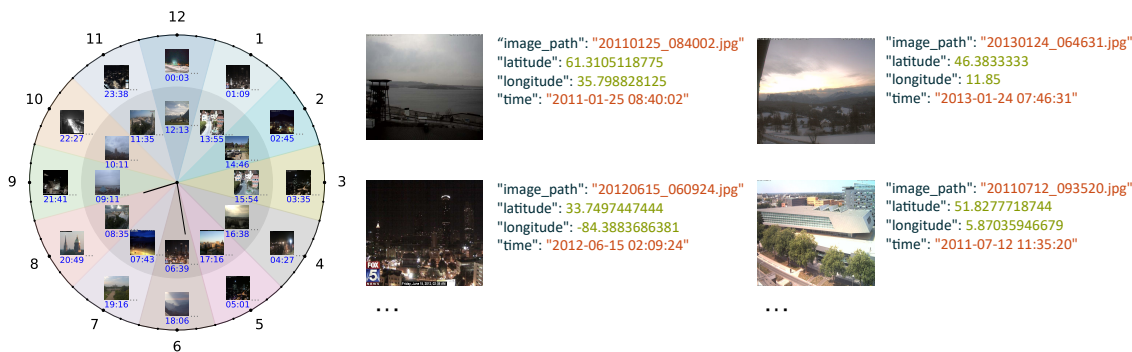 12
11
1
00:03
23:38
01:09
10
2
12:13
22:27
11:35
13:55
02:45
10:11
14:46
9
3
21:41
09:11
15:54
03:35
08:35
16:38
8
4
20:49
07:43
06:39
17:16
04:27
19:16
18:06
05:01
7
5
6
“image_path": "20110125_084002.jpg"
"latitude": 61.3105118775
"longitude": 35.798828125
"time": "2011-01-25 08:40:02"
"image_path": "20130124_064631.jpg"
"latitude": 46.3833333
"longitude": 11.85
"time": "2013-01-24 07:46:31"
FOX
5
NEWS
"image_path": "20120615_060924.jpg"
"latitude": 33.7497447444
"longitude": -84.3883686381
"time": "2012-06-15 02:09:24"
"image_path": "20110712_093520.jpg"
"latitude": 51.8277718744
"longitude": 5.87035946679
"time": "2011-07-12 11:35:20"
...
...